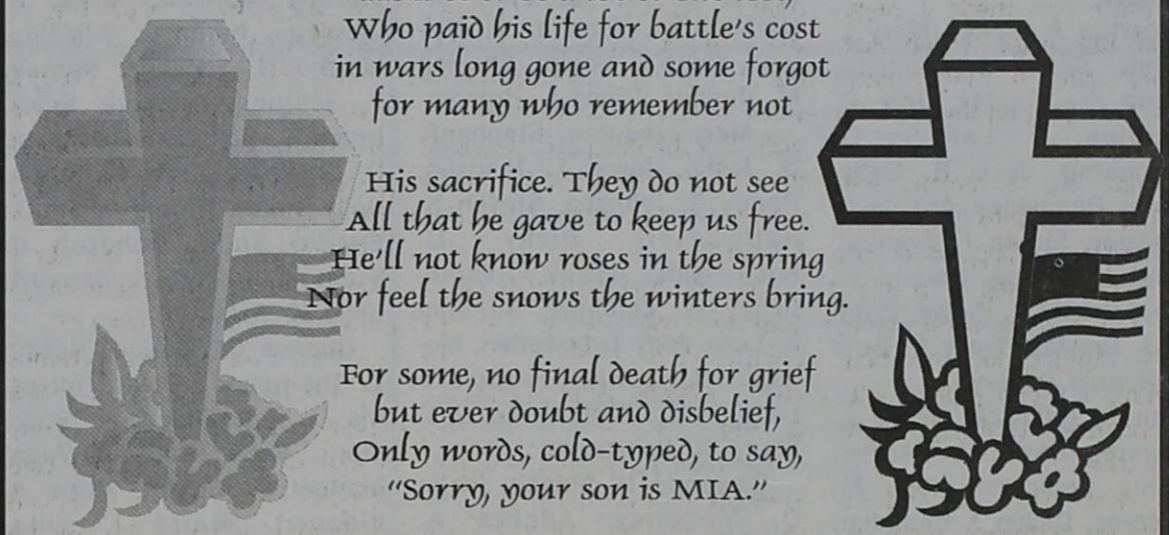 Who paid his life for battle's cost
in wars long gone and some forgot
for many who remember not
His sacrifice. They do not see
All that he gave to keep us free.
He'll not know roses in the spring
Nor feel the snows the winters bring.
For some, no final death for grief
but ever doubt and disbelief,
Only words, cold-typed, to say,
"Sorry, your son is MIA."